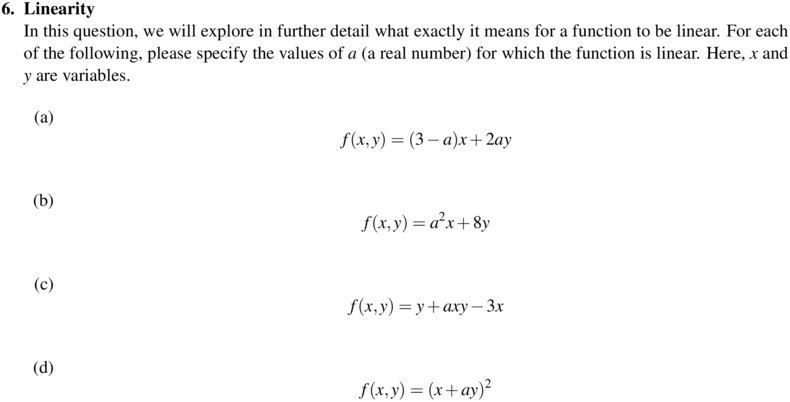 6. Linearity
In this question, we will explore in further detail what exactly it means for a function to be linear. For each
of the following, please specify the values of a (a real number) for which the function is linear. Here, x and
y are variables.
(a)
f(x,y) = (3 − a)x + 2ay
(b)
f(x,y) = a²x + 8y
(c)
f(x,y) = y + axy − 3x
(d)
f(x,y) = (x + ay)²